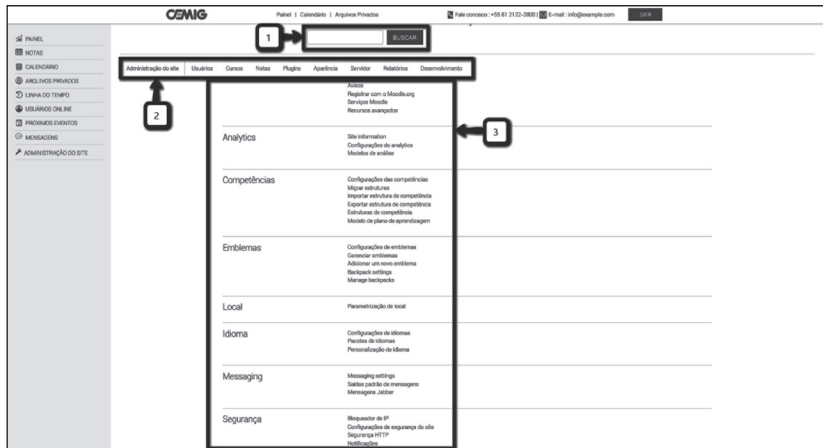 CEMIG
Painel | Calendário | Arquivos Privados
Fale conosco : +55 81 2122-2800 | E-mail : info@example.com
SAIR
1
BUSCAR
PAINEL
NOTAS
CALENDÁRIO
ARQUIVOS PRIVADOS
LINHA DO TEMPO
USUÁRIOS ONLINE
PRÓXIMOS EVENTOS
MENSAGENS
ADMINISTRAÇÃO DO SITE
Administração do site Usuários Cursos Notas Plugins Aparência Servidor Relatórios Desenvolvimento
2
3
Avisos
Registrar com o Moodle.org
Serviços Moodle
Recursos avançados
Analytics
Site information
Configurações do analytics
Modelos de análise
Competências
Configurações das competências
Migrar estruturas
Importar estrutura de competência
Exportar estrutura de competência
Estruturas de competência
Modelo de plano de aprendizagem
Emblemas
Configurações de emblemas
Gerenciar emblemas
Adicionar um novo emblema
Backpack settings
Manage backpacks
Local
Parametrização de local
Idioma
Configurações de idiomas
Pacotes de idiomas
Personalização de idioma
Messaging
Messaging settings
Saídas padrão de mensagens
Mensagens Jabber
Segurança
Bloqueador de IP
Configurações de segurança do site
Segurança HTTP
Notificações